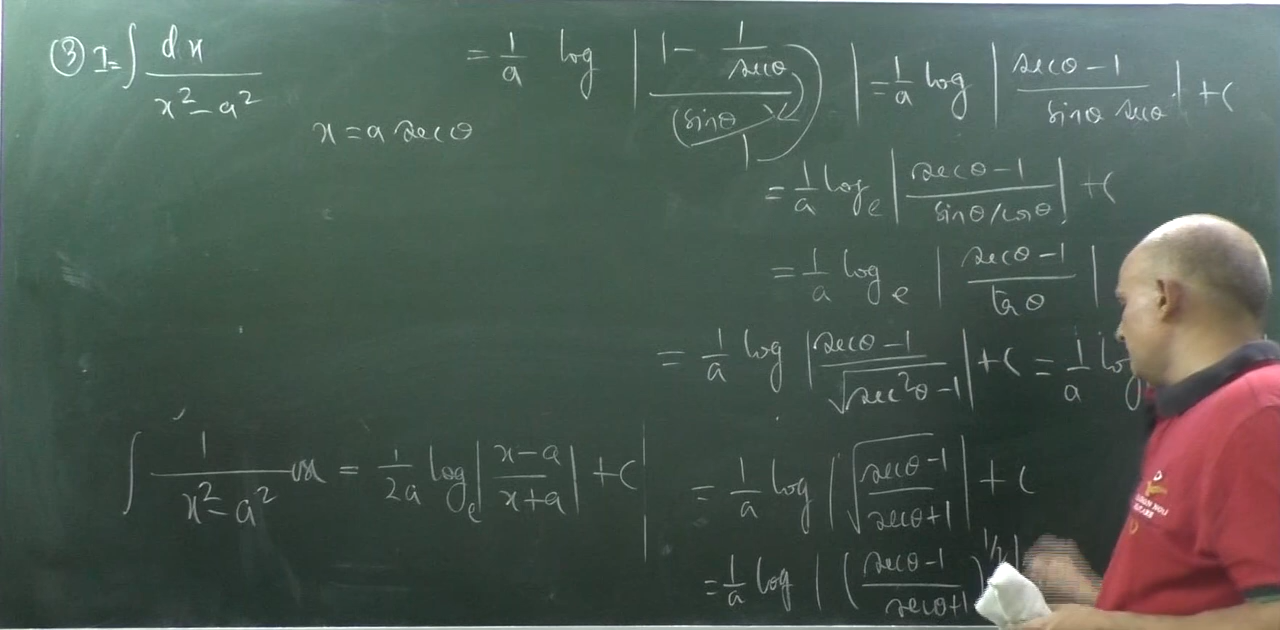 (3) I = ∫ dx / (x² - a²)
x = a secθ
= 1/a log | (1 - 1/secθ) / (sinθ / 1) | = 1/a log | (secθ - 1) / (sinθ secθ) | + c
= 1/a logₑ | (secθ - 1) / (sinθ/cosθ) | + c
= 1/a logₑ | (secθ - 1) / tanθ |
= 1/a log | (secθ - 1) / √(sec²θ - 1) | + c = 1/a log
= 1/a log | √((secθ - 1) / (secθ + 1)) | + c
= 1/a log | ((secθ - 1) / (secθ + 1))^(1/2) |
∫ 1 / (x² - a²) dx = 1/2a logₑ | (x - a) / (x + a) | + c